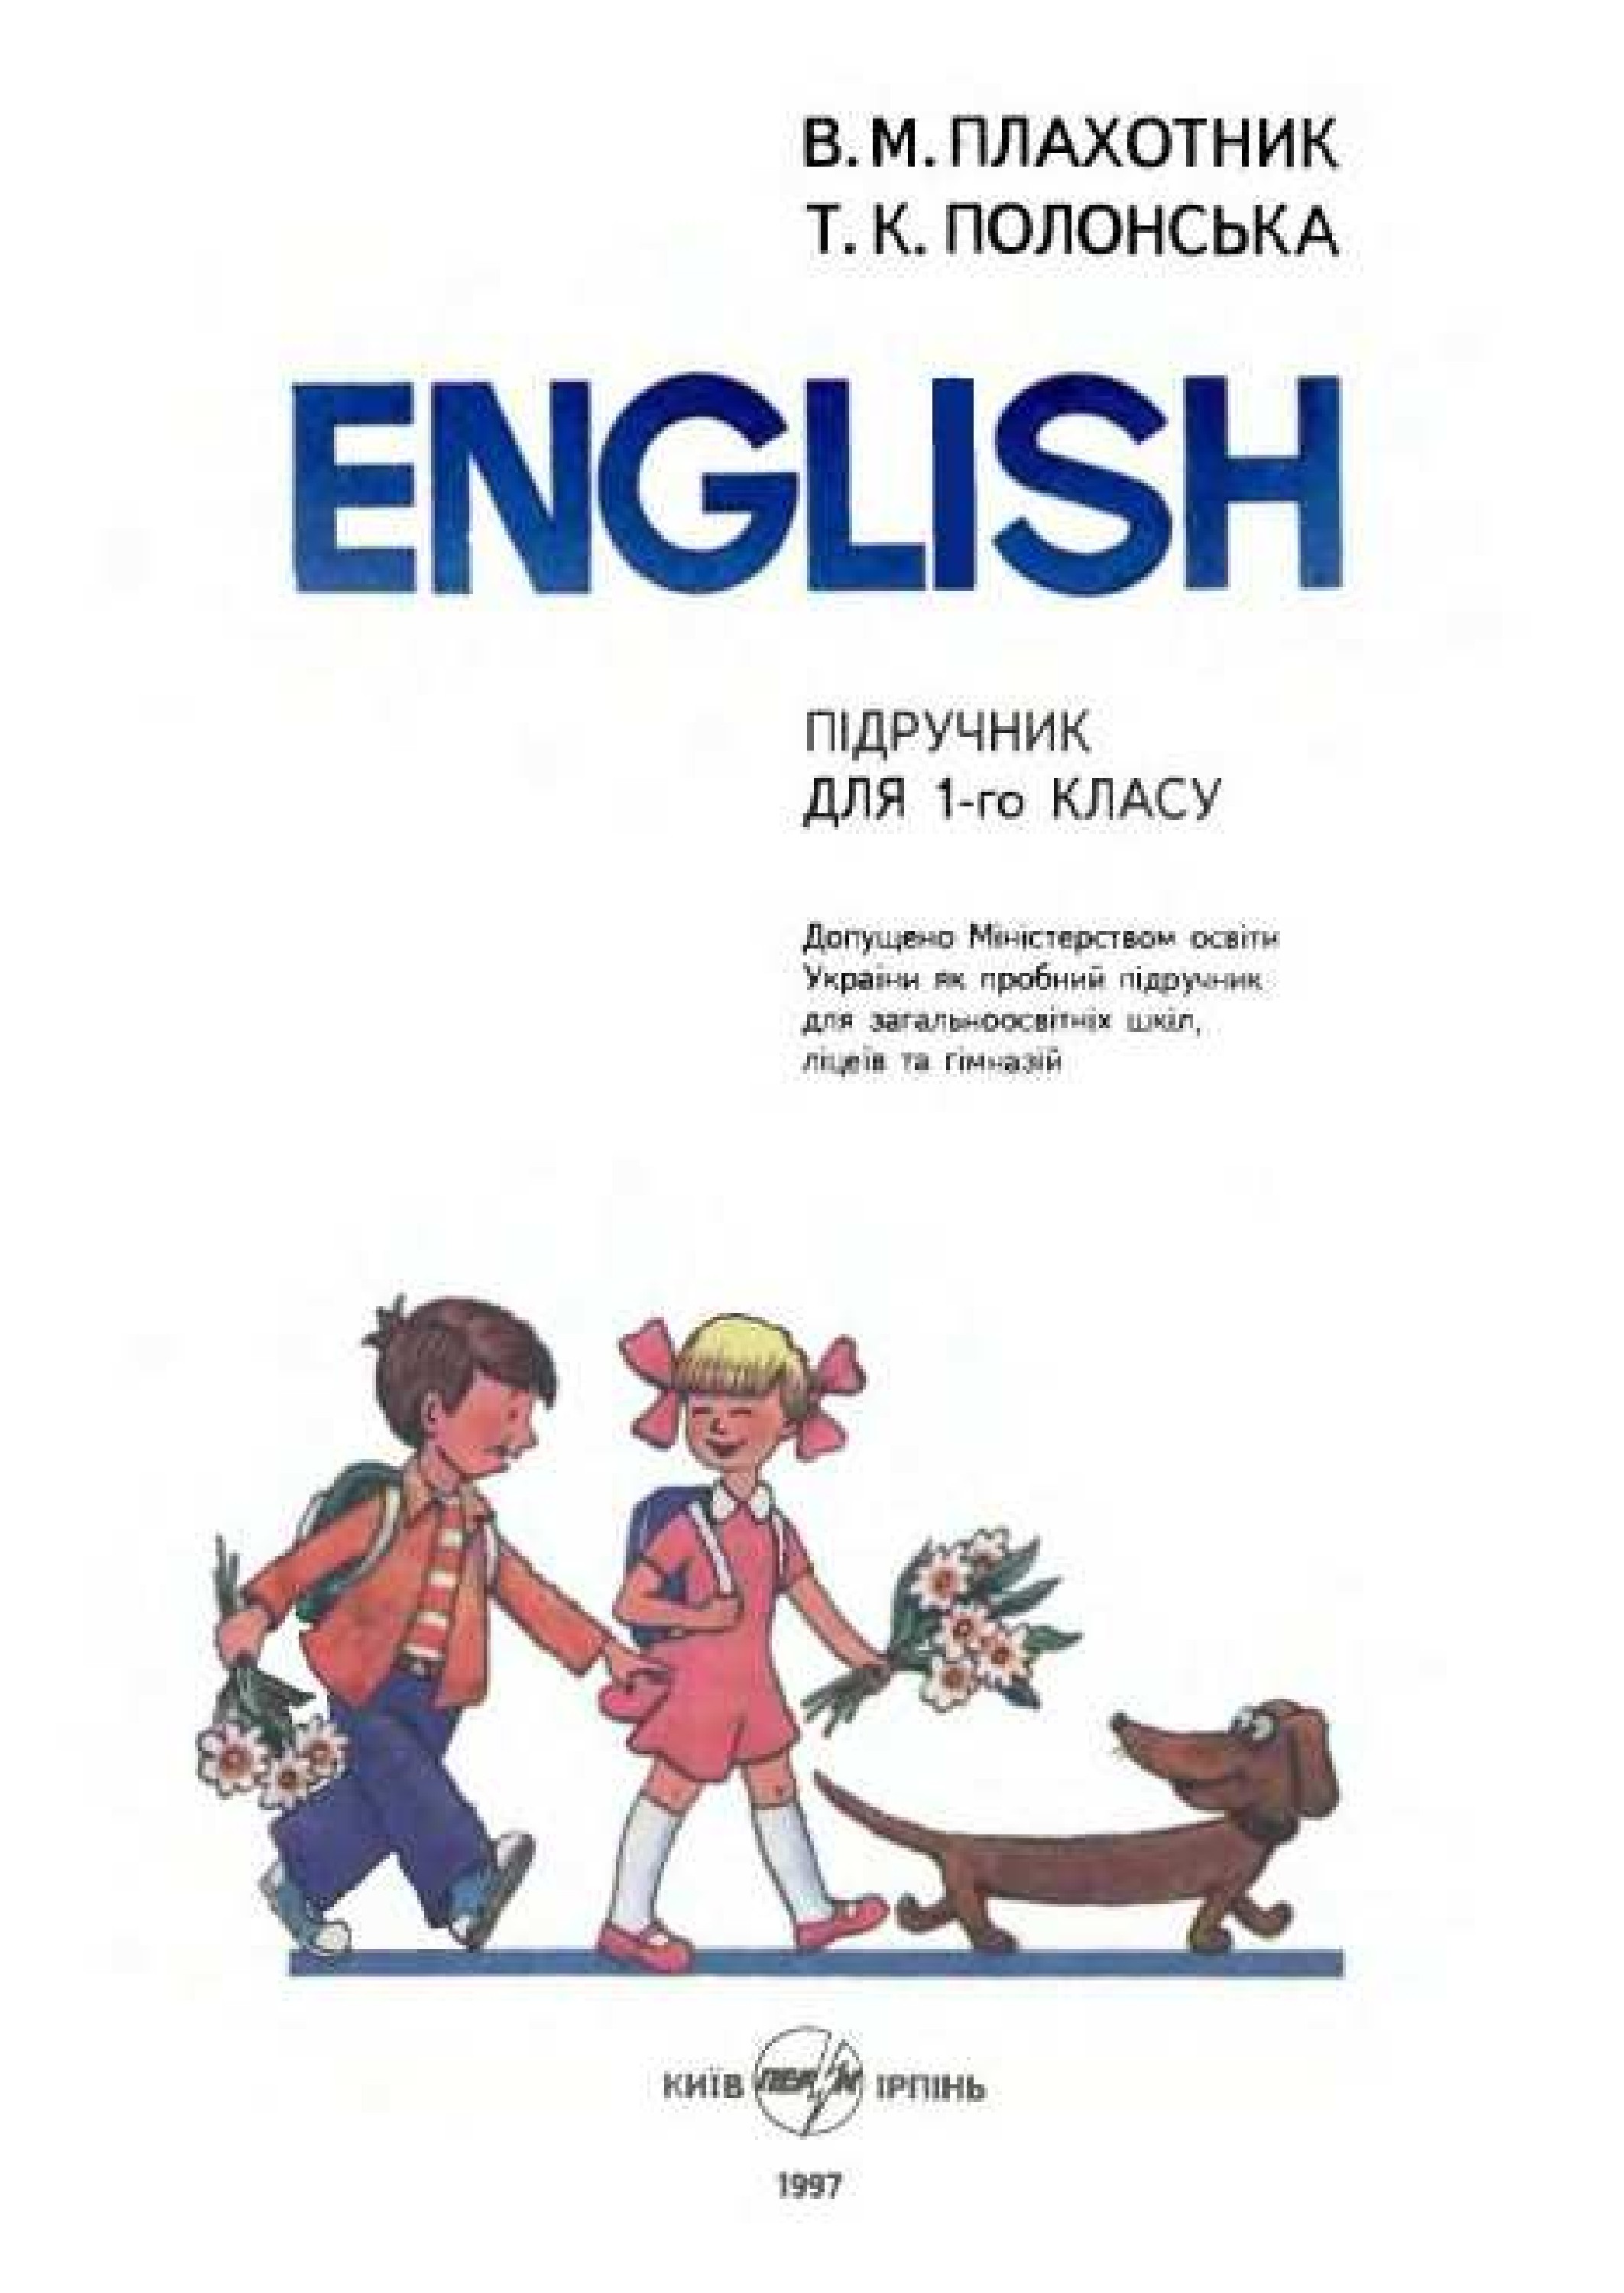 В. М. ПЛАХОТНИК
Т. К. ПОЛОНСЬКА
ENGLISH
ПІДРУЧНИК
ДЛЯ 1-го КЛАСУ
Допущено Міністерством освіти
України як пробний підручник
для загальноосвітніх шкіл,
ліцеїв та гімназій
КИЇВ ІРПІНЬ
1997